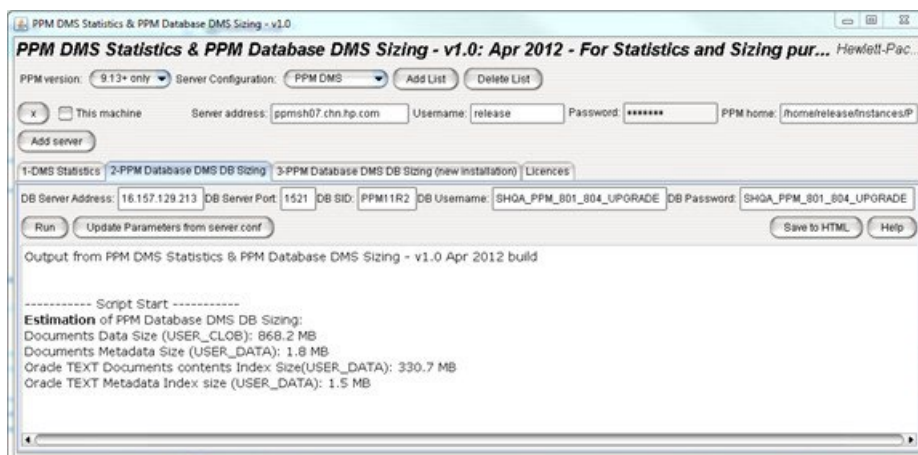 PPM DMS Statistics & PPM Database DMS Sizing - v1.0
PPM DMS Statistics & PPM Database DMS Sizing - v1.0: Apr 2012 - For Statistics and Sizing pur... Hewlett-Pac...
PPM version: 9.13+ only Server Configuration: PPM DMS Add List Delete List
x This machine Server address: ppmsh07.chn.hp.com Username: release Password: ******* PPM home: /home/release/instances/P
Add server
1-DMS Statistics 2-PPM Database DMS DB Sizing 3-PPM Database DMS DB Sizing (new installation) Licences
DB Server Address: 16.157.129.213 DB Server Port: 1521 DB SID: PPM11R2 DB Username: SHQA_PPM_801_804_UPGRADE DB Password: SHQA_PPM_801_804_UPGRADE
Run Update Parameters from server.conf Save to HTML Help
Output from PPM DMS Statistics & PPM Database DMS Sizing - v1.0 Apr 2012 build
----------- Script Start -----------
Estimation of PPM Database DMS DB Sizing:
Documents Data Size (USER_CLOB): 868.2 MB
Documents Metadata Size (USER_DATA): 1.8 MB
Oracle TEXT Documents contents Index Size(USER_DATA): 330.7 MB
Oracle TEXT Metadata Index size (USER_DATA): 1.5 MB